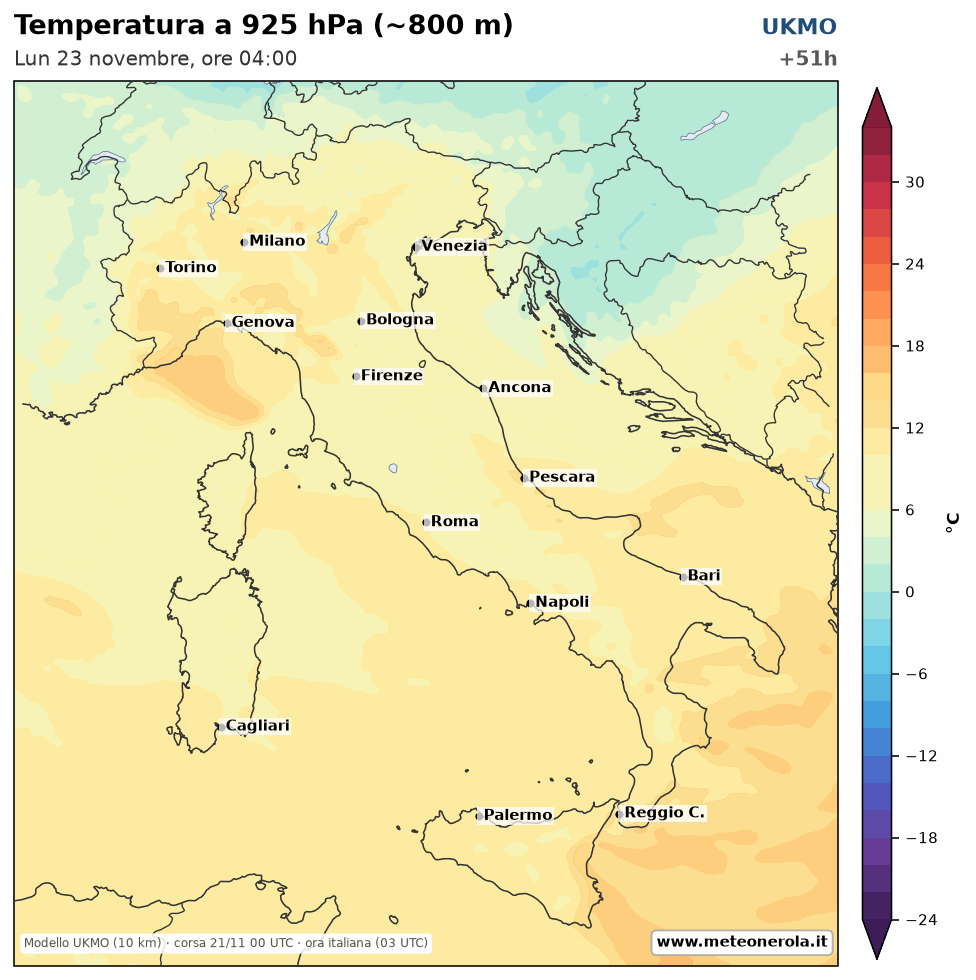 Temperatura a 925 hPa (~800 m)
UKMO
Lun 23 novembre, ore 04:00
+51h
Milano
Venezia
Torino
Genova
Bologna
Firenze
Ancona
Pescara
Roma
Bari
Napoli
Cagliari
Palermo
Reggio C.
30
24
18
12
6
0
−6
−12
−18
−24
°C
Modello UKMO (10 km) · corsa 21/11 00 UTC · ora italiana (03 UTC)
www.meteonerola.it